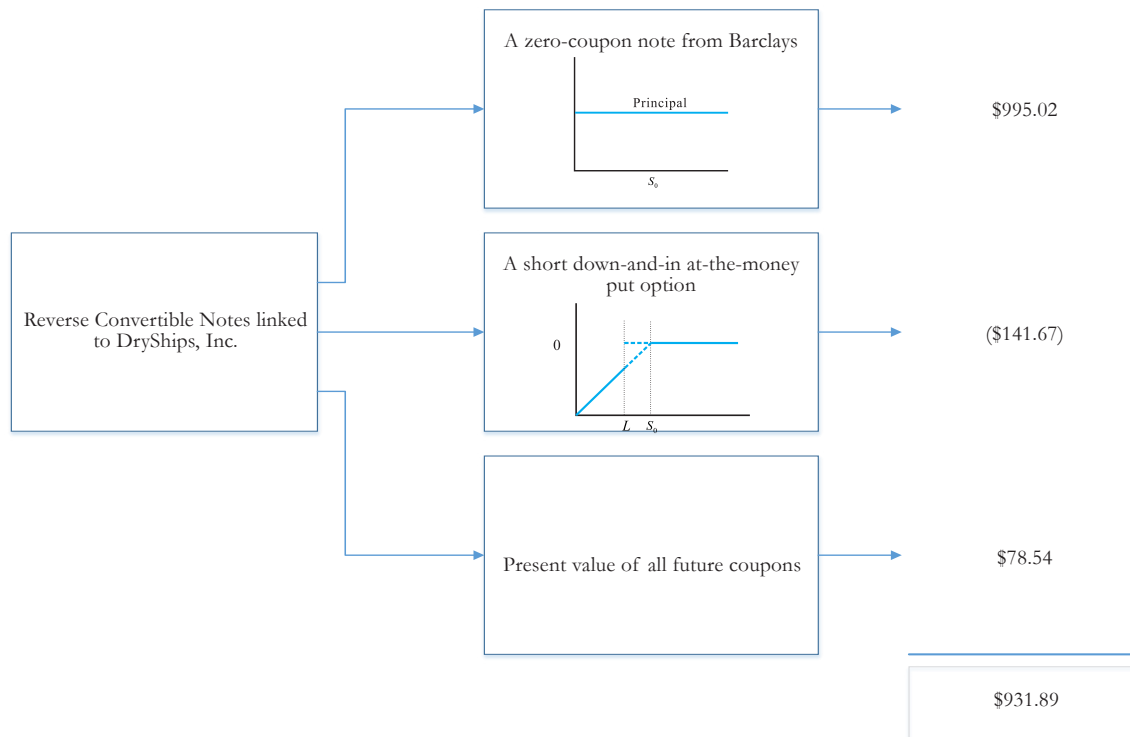 A zero-coupon note from Barclays
Principal
S₀
$995.02
Reverse Convertible Notes linked
to DryShips, Inc.
A short down-and-in at-the-money
put option
0
L S₀
($141.67)
Present value of all future coupons
$78.54
$931.89